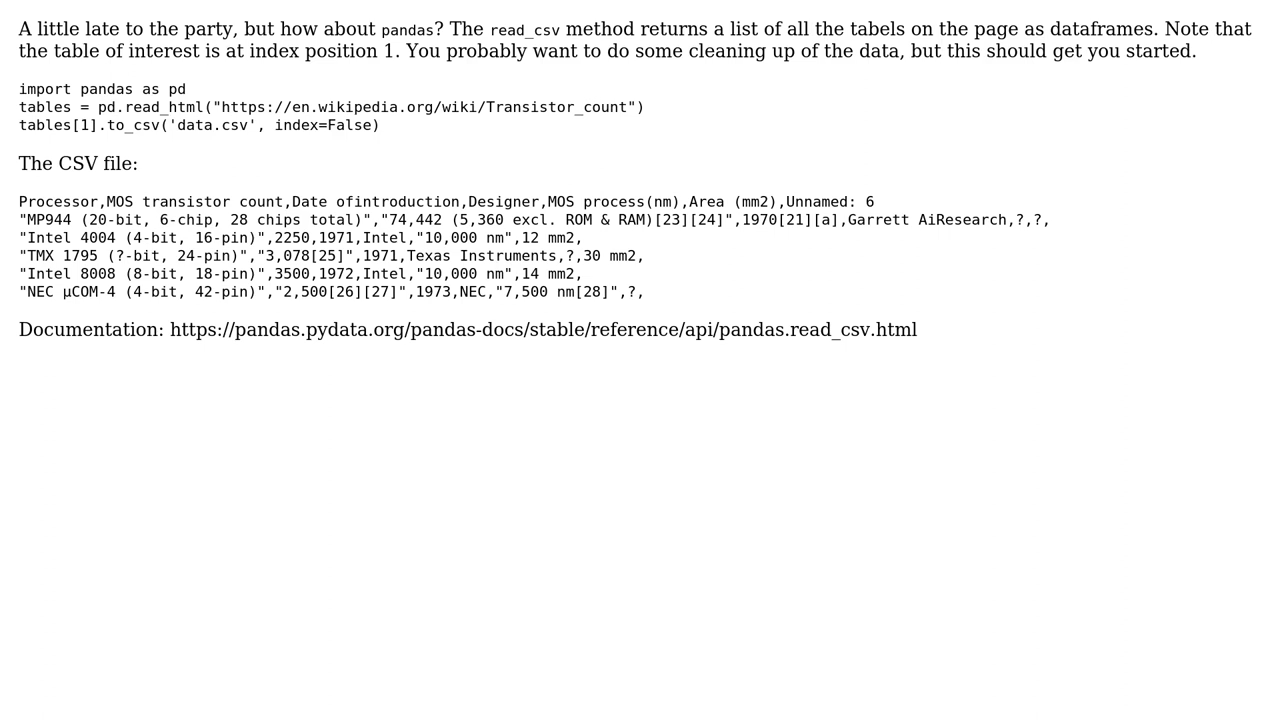 A little late to the party, but how about pandas? The read_csv method returns a list of all the tabels on the page as dataframes. Note that
the table of interest is at index position 1. You probably want to do some cleaning up of the data, but this should get you started.
import pandas as pd
tables = pd.read_html("https://en.wikipedia.org/wiki/Transistor_count")
tables[1].to_csv('data.csv', index=False)
The CSV file:
Processor,MOS transistor count,Date ofintroduction,Designer,MOS process(nm),Area (mm2),Unnamed: 6
"MP944 (20-bit, 6-chip, 28 chips total)","74,442 (5,360 excl. ROM & RAM)[23][24]",1970[21][a],Garrett AiResearch,?,?,
"Intel 4004 (4-bit, 16-pin)",2250,1971,Intel,"10,000 nm",12 mm2,
"TMX 1795 (?-bit, 24-pin)","3,078[25]",1971,Texas Instruments,?,30 mm2,
"Intel 8008 (8-bit, 18-pin)",3500,1972,Intel,"10,000 nm",14 mm2,
"NEC μCOM-4 (4-bit, 42-pin)","2,500[26][27]",1973,NEC,"7,500 nm[28]",?,
Documentation: https://pandas.pydata.org/pandas-docs/stable/reference/api/pandas.read_csv.html